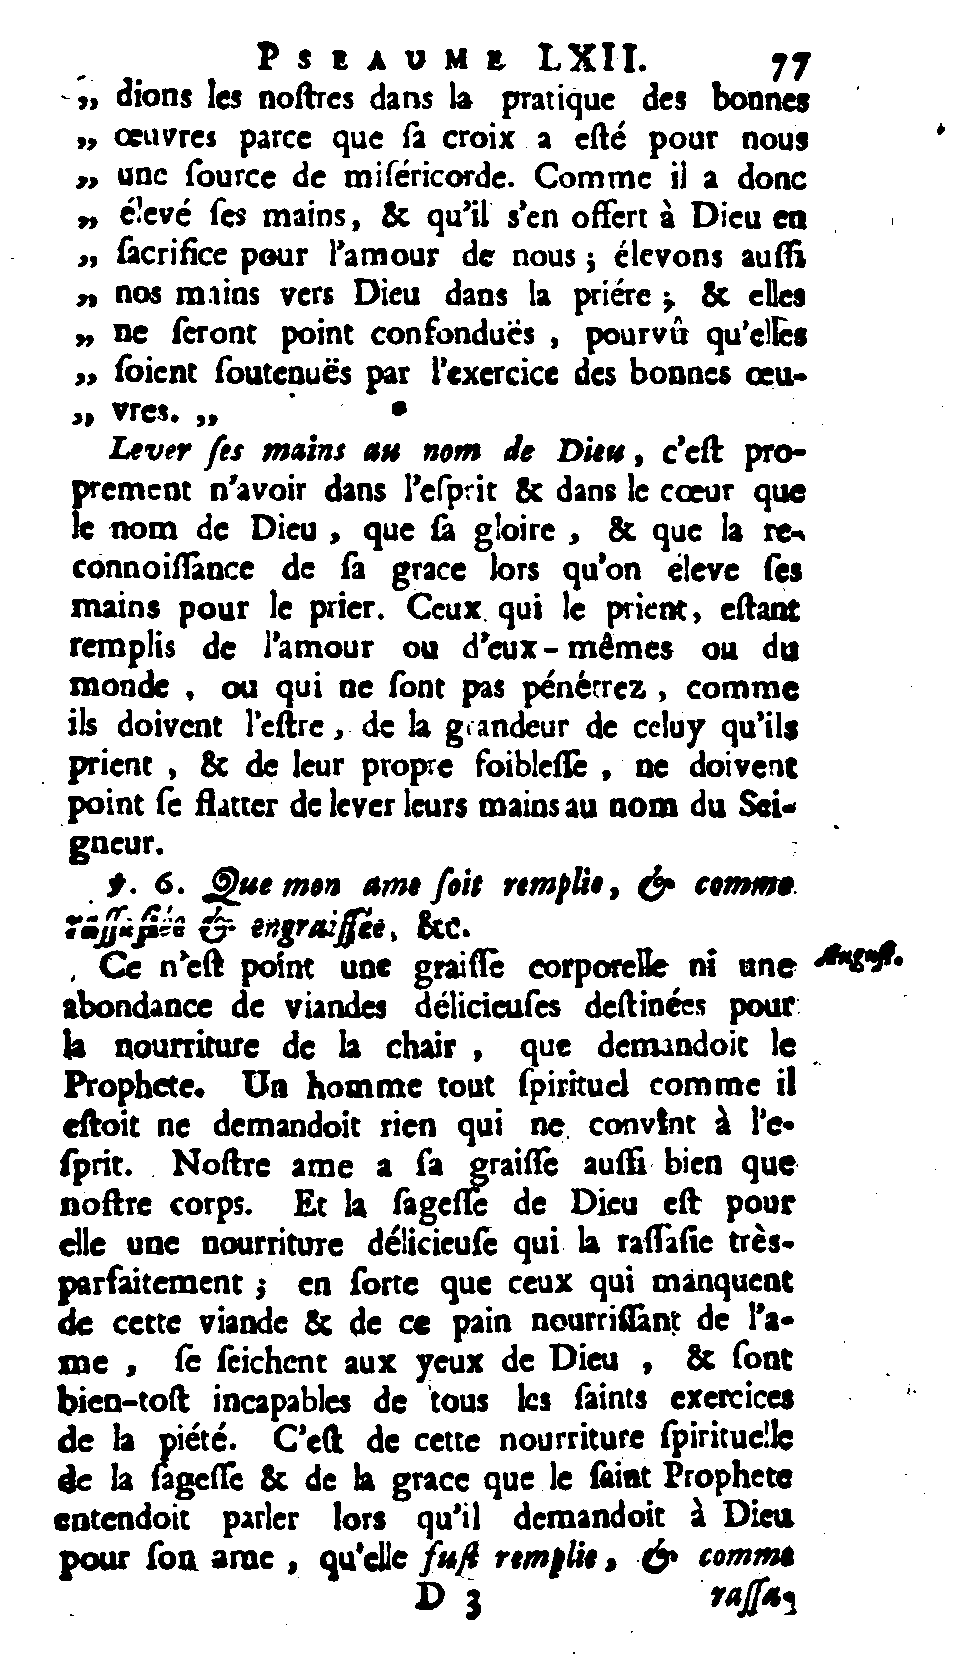 PSEAUME LXII. 77
„ dions les noſtres dans la pratique des bonnes
„ œuvres parce que ſa croix a eſté pour nous
„ une ſource de miſéricorde. Comme il a donc
„ élevé ſes mains, & qu'il s'en offert à Dieu en
„ ſacrifice pour l'amour de nous ; élevons auſſi
„ nos mains vers Dieu dans la priére ; & elles
„ ne ſeront point confonduës , pourvû qu'elles
„ ſoient ſoutenuës par l'exercice des bonnes œu-
„ vres. „
Lever ſes mains au nom de Dieu, c'eſt pro-
prement n'avoir dans l'eſprit & dans le cœur que
le nom de Dieu , que ſa gloire , & que la re-
connoiſſance de ſa grace lors qu'on éleve ſes
mains pour le prier. Ceux qui le prient, eſtant
remplis de l'amour ou d'eux-mêmes ou du
monde , ou qui ne ſont pas pénétrez , comme
ils doivent l'eſtre, de la grandeur de celuy qu'ils
prient , & de leur propre foibleſſe , ne doivent
point ſe flatter de lever leurs mains au nom du Sei-
gneur.
℣. 6. Que mon ame ſoit remplie, & comme
raſſaſiée & engraiſſée, &c.
Ce n'eſt point une graiſſe corporelle ni une
August.
abondance de viandes délicieuſes deſtinées pour
la nourriture de la chair , que demandoit le
Prophete. Un homme tout ſpirituel comme il
eſtoit ne demandoit rien qui ne convînt à l'e-
ſprit. Noſtre ame a ſa graiſſe auſſi bien que
noſtre corps. Et la ſageſſe de Dieu eſt pour
elle une nourriture délicieuſe qui la raſſaſie très-
parfaitement ; en ſorte que ceux qui manquent
de cette viande & de ce pain nourriſſant de l'a-
me , ſe ſeichent aux yeux de Dieu , & ſont
bien-toſt incapables de tous les ſaints exercices
de la piété. C'eſt de cette nourriture ſpirituelle
de la ſageſſe & de la grace que le ſaint Prophete
entendoit parler lors qu'il demandoit à Dieu
pour ſon ame , qu'elle fuſt remplie, & comme
D 3 raſſa-